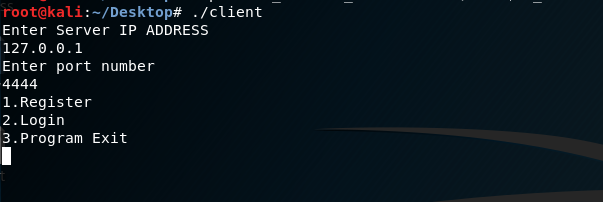 root@kali:~/Desktop# ./client
Enter Server IP ADDRESS
127.0.0.1
Enter port number
4444
1.Register
2.Login
3.Program Exit